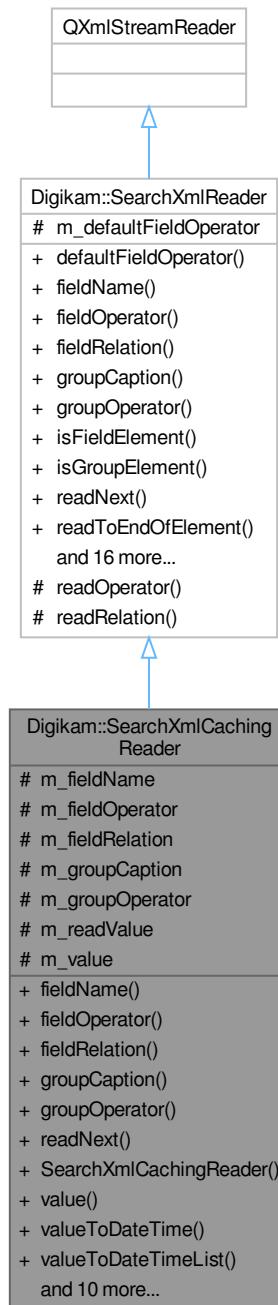 QXmlStreamReader
Digikam::SearchXmlReader
# m_defaultFieldOperator
+ defaultFieldOperator()
+ fieldName()
+ fieldOperator()
+ fieldRelation()
+ groupCaption()
+ groupOperator()
+ isFieldElement()
+ isGroupElement()
+ readNext()
+ readToEndOfElement()
and 16 more...
# readOperator()
# readRelation()
Digikam::SearchXmlCaching
Reader
# m_fieldName
# m_fieldOperator
# m_fieldRelation
# m_groupCaption
# m_groupOperator
# m_readValue
# m_value
+ fieldName()
+ fieldOperator()
+ fieldRelation()
+ groupCaption()
+ groupOperator()
+ readNext()
+ SearchXmlCachingReader()
+ value()
+ valueToDateTime()
+ valueToDateTimeList()
and 10 more...